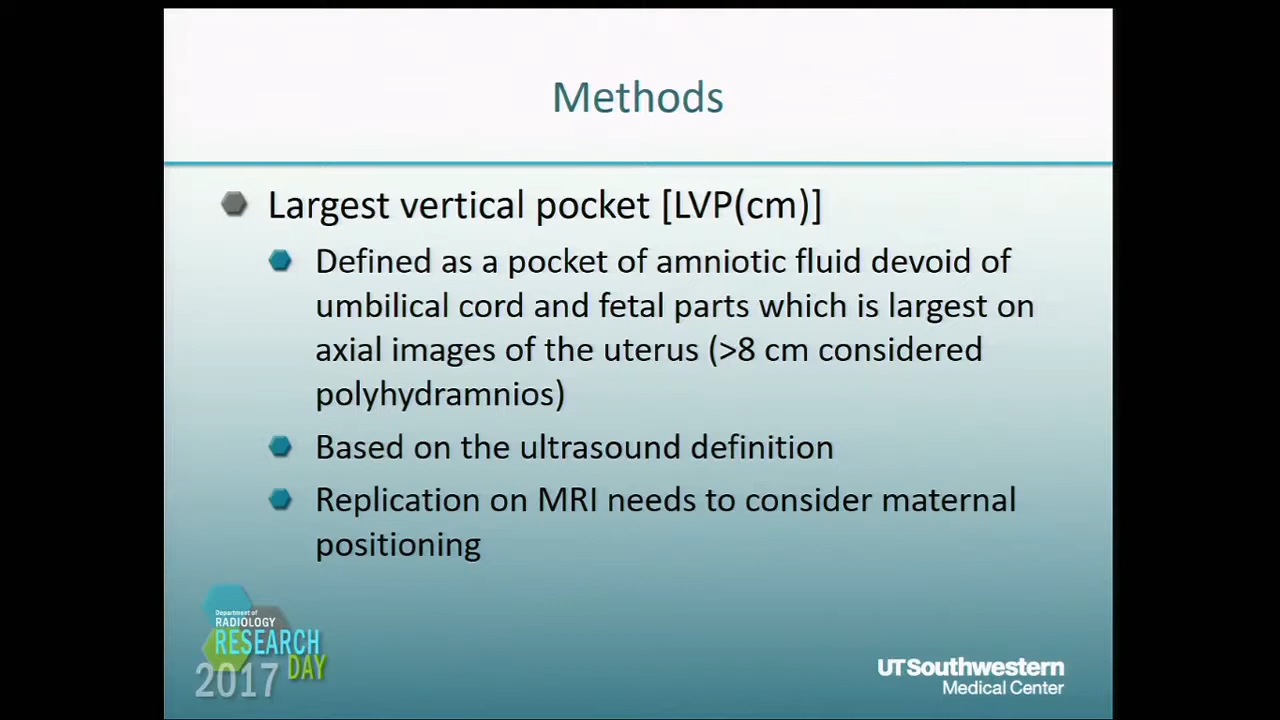 Methods
Largest vertical pocket [LVP(cm)]
Defined as a pocket of amniotic fluid devoid of
umbilical cord and fetal parts which is largest on
axial images of the uterus (>8 cm considered
polyhydramnios)
Based on the ultrasound definition
Replication on MRI needs to consider maternal
positioning
Department of
RADIOLOGY
RESEARCH
DAY
2017
UTSouthwestern
Medical Center